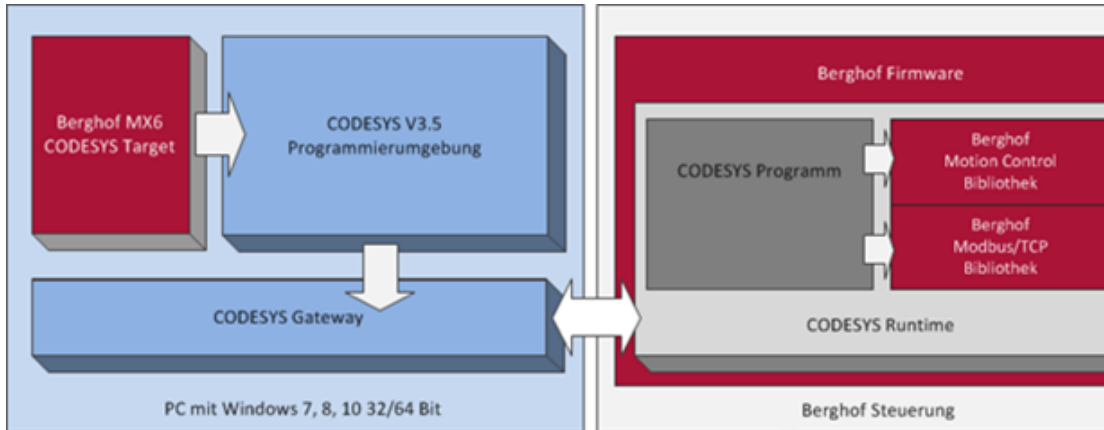 Berghof MX6
CODESYS Target
CODESYS V3.5
Programmierumgebung
CODESYS Gateway
PC mit Windows 7, 8, 10 32/64 Bit
Berghof Firmware
CODESYS Programm
Berghof
Motion Control
Bibliothek
Berghof
Modbus/TCP
Bibliothek
CODESYS Runtime
Berghof Steuerung